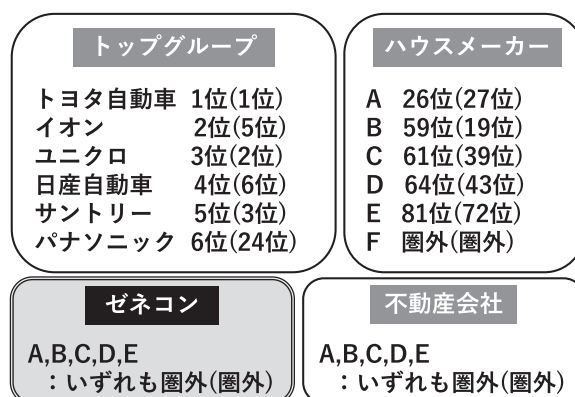 トップグループ
トヨタ自動車 1位(1位)
イオン 2位(5位)
ユニクロ 3位(2位)
日産自動車 4位(6位)
サントリー 5位(3位)
パナソニック 6位(24位)
ハウスメーカー
A 26位(27位)
B 59位(19位)
C 61位(39位)
D 64位(43位)
E 81位(72位)
F 圏外(圏外)
ゼネコン
A,B,C,D,E
:いずれも圏外(圏外)
不動産会社
A,B,C,D,E
:いずれも圏外(圏外)